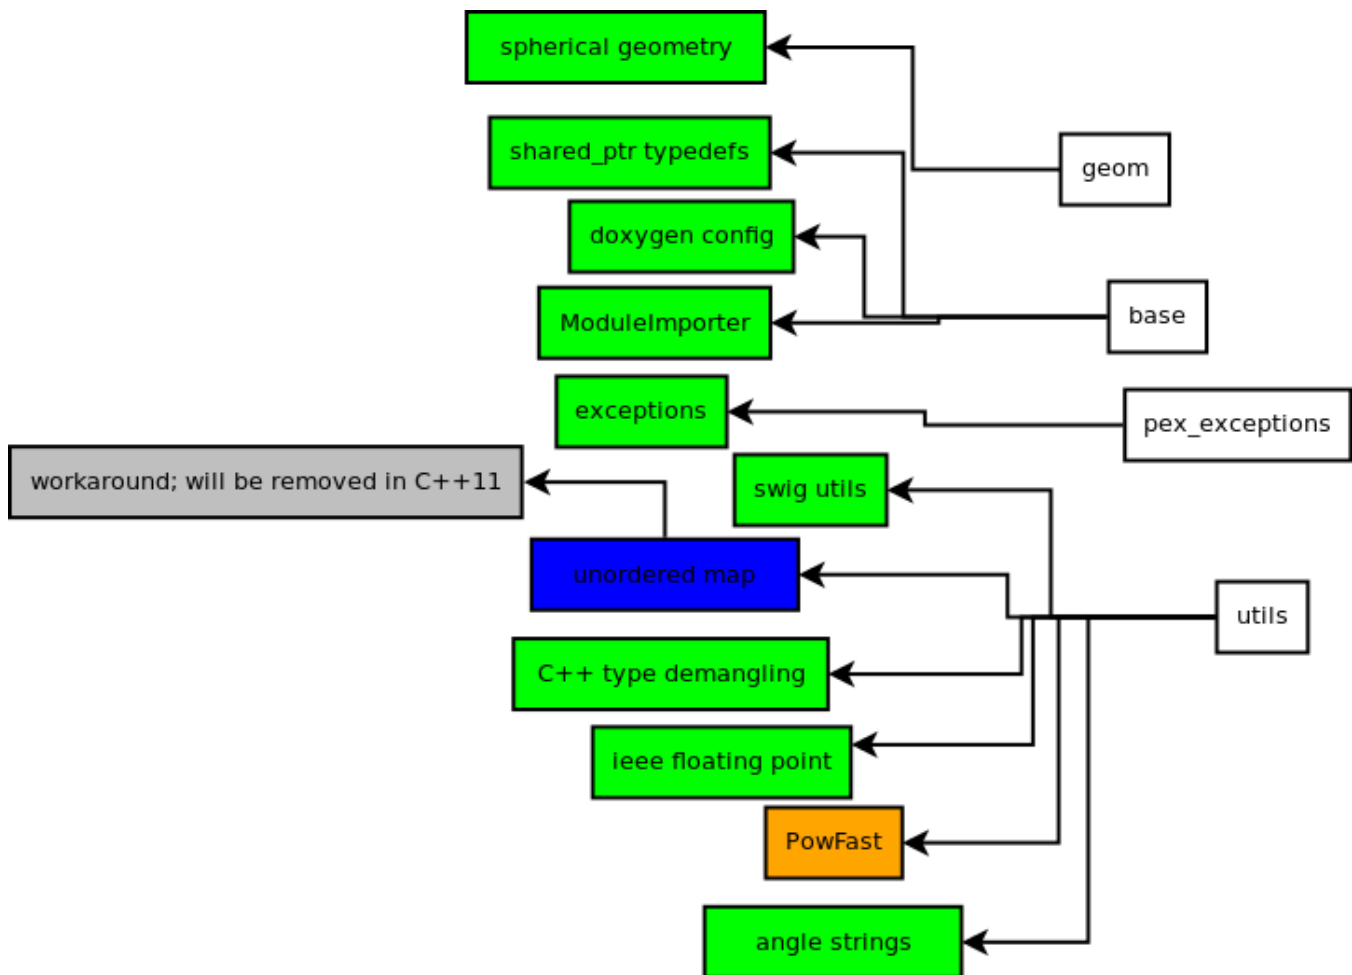 spherical geometry
shared_ptr typedefs
geom
doxygen config
ModuleImporter
base
exceptions
pex_exceptions
workaround; will be removed in C++11
swig utils
unordered map
utils
C++ type demangling
ieee floating point
PowFast
angle strings